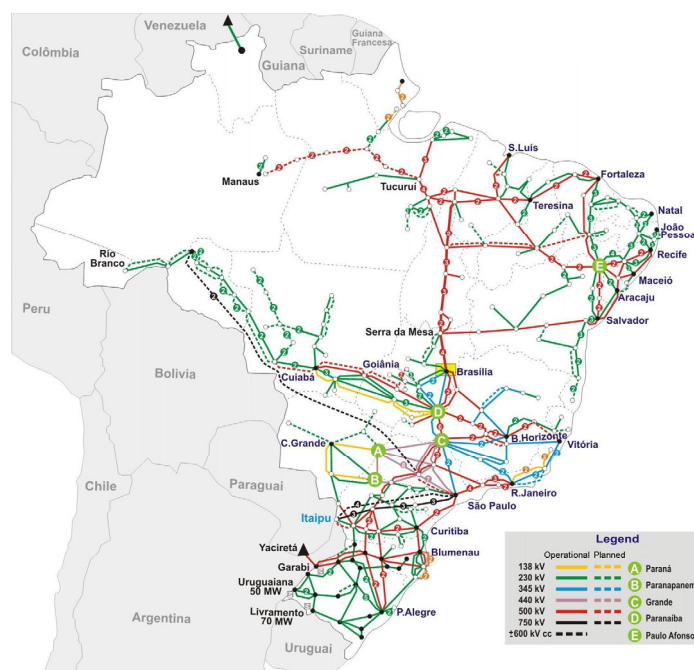 Venezuela
Colômbia
Guiana
Suriname
Guiana
Francesa
S.Luís
Fortaleza
Manaus
Tucuruí
Teresina
Natal
João
Pessoa
Recife
Rio
Branco
E
Maceió
Aracaju
Salvador
Peru
Serra da Mesa
Bolivia
Cuiabá
Goiânia
Brasília
D
C.Grande
A
C
B.Horizonte
Vitória
B
Chile
Paraguai
R.Janeiro
São Paulo
Itaipu
Curitiba
Yaciretá
Blumenau
Garabi
Uruguaiana
50 MW
Livramento
70 MW
P.Alegre
Argentina
Uruguai
Legend
Operational Planned
138 kV A Paraná
230 kV B Paranapanem
345 kV
440 kV C Grande
500 kV D Paranaíba
750 kV
±600 kV cc E Paulo Afonso